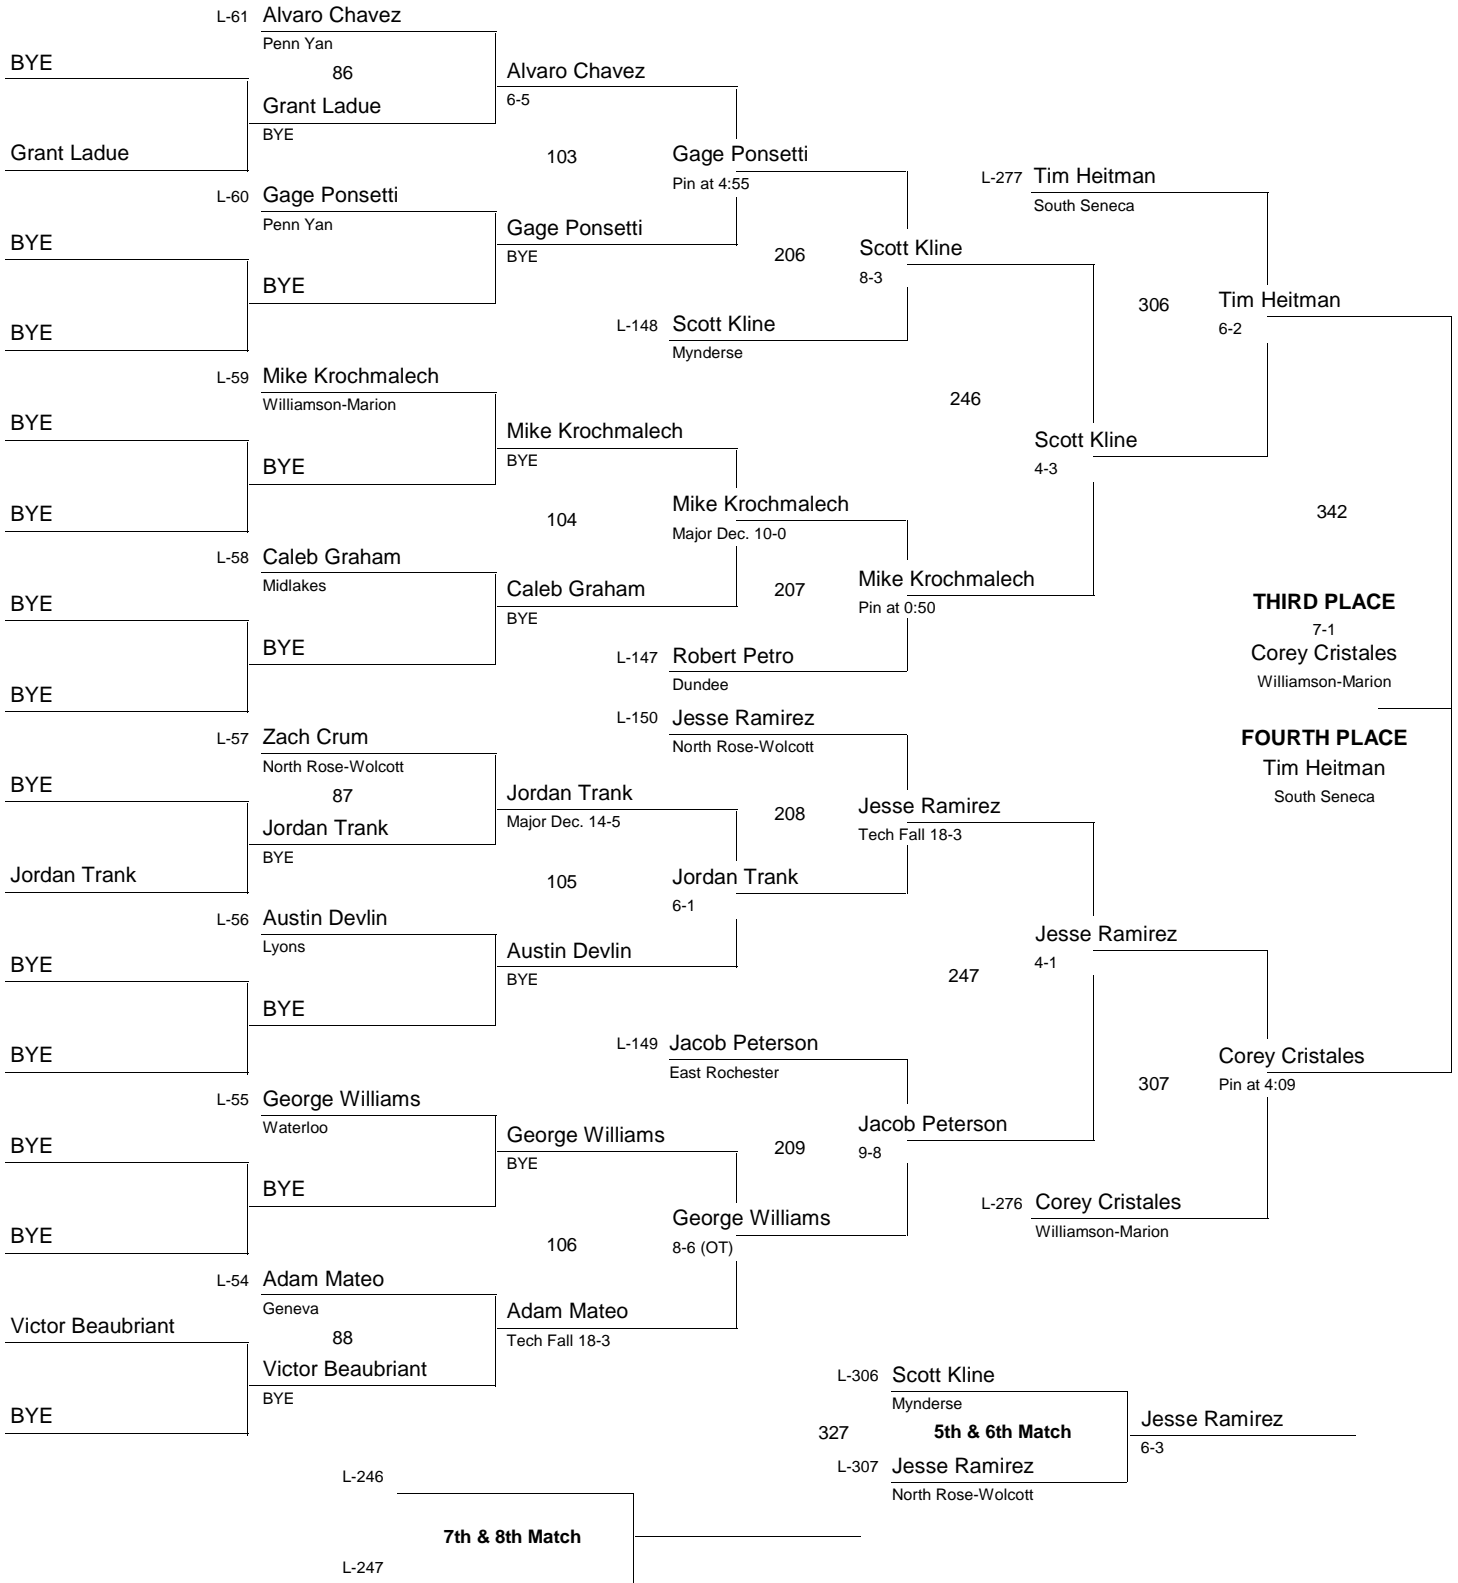 L-61 Alvaro Chavez
Penn Yan
BYE
86
Alvaro Chavez
6-5
Grant Ladue
BYE
Grant Ladue
103
Gage Ponsetti
Pin at 4:55
L-277 Tim Heitman
South Seneca
L-60 Gage Ponsetti
Penn Yan
BYE
Gage Ponsetti
BYE
206
Scott Kline
8-3
BYE
306
Tim Heitman
6-2
BYE
L-148 Scott Kline
Mynderse
L-59 Mike Krochmalech
Williamson-Marion
246
BYE
Mike Krochmalech
BYE
Scott Kline
4-3
BYE
Mike Krochmalech
Major Dec. 10-0
BYE
104
342
L-58 Caleb Graham
Midlakes
Caleb Graham
BYE
207
Mike Krochmalech
Pin at 0:50
BYE
THIRD PLACE
7-1
Corey Cristales
Williamson-Marion
BYE
L-147 Robert Petro
Dundee
BYE
L-150 Jesse Ramirez
North Rose-Wolcott
L-57 Zach Crum
North Rose-Wolcott
FOURTH PLACE
Tim Heitman
South Seneca
BYE
87
Jordan Trank
Major Dec. 14-5
208
Jesse Ramirez
Tech Fall 18-3
Jordan Trank
BYE
Jordan Trank
105
Jordan Trank
6-1
L-56 Austin Devlin
Lyons
Austin Devlin
BYE
Jesse Ramirez
4-1
BYE
247
BYE
L-149 Jacob Peterson
East Rochester
BYE
Corey Cristales
Pin at 4:09
307
L-55 George Williams
Waterloo
BYE
George Williams
BYE
209
Jacob Peterson
9-8
BYE
George Williams
8-6 (OT)
L-276 Corey Cristales
Williamson-Marion
BYE
106
L-54 Adam Mateo
Geneva
Victor Beaubriant
88
Adam Mateo
Tech Fall 18-3
Victor Beaubriant
BYE
BYE
L-306 Scott Kline
Mynderse
327
5th & 6th Match
Jesse Ramirez
6-3
L-307 Jesse Ramirez
North Rose-Wolcott
L-246
7th & 8th Match
L-247